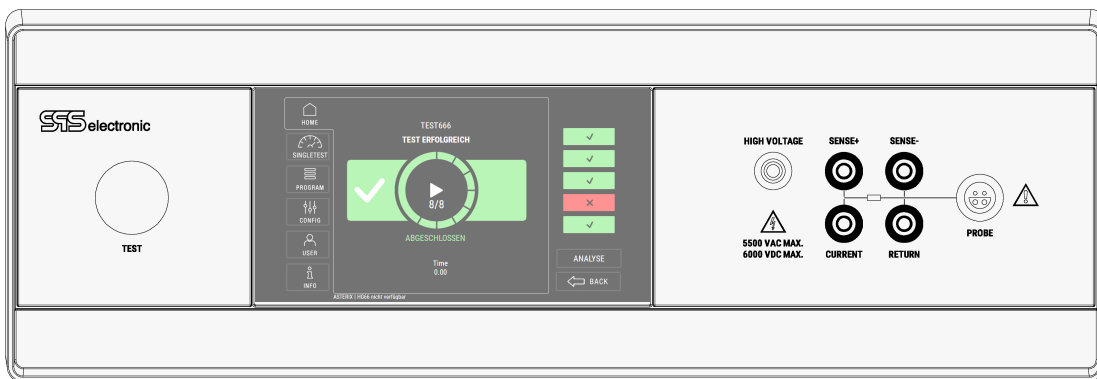 SPS electronic
TEST
HOME
SINGLETEST
PROGRAM
CONFIG
USER
INFO
TEST666
TEST ERFOLGREICH
8/8
ABGESCHLOSSEN
Time
0.00
ASTERIX | HG66 nicht verfügbar
ANALYSE
BACK
HIGH VOLTAGE
5500 VAC MAX.
6000 VDC MAX.
SENSE+
SENSE-
CURRENT
RETURN
PROBE